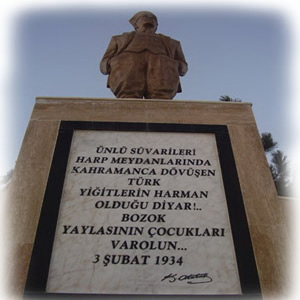 ÜNLÜ SÜVARİLERİ
HARP MEYDANLARINDA
KAHRAMANCA DÖVÜŞEN
TÜRK
YİĞİTLERİN HARMAN
OLDUĞU DİYAR!..
BOZOK
YAYLASININ ÇOCUKLARI
VAROLUN...
3 ŞUBAT 1934